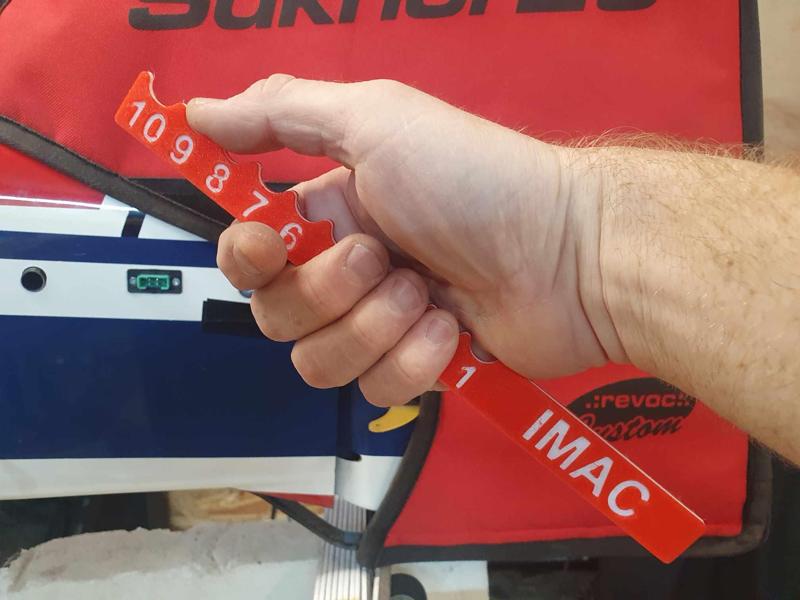 10 9 8 7 6
1 IMAC
.:revoc:.
Custom